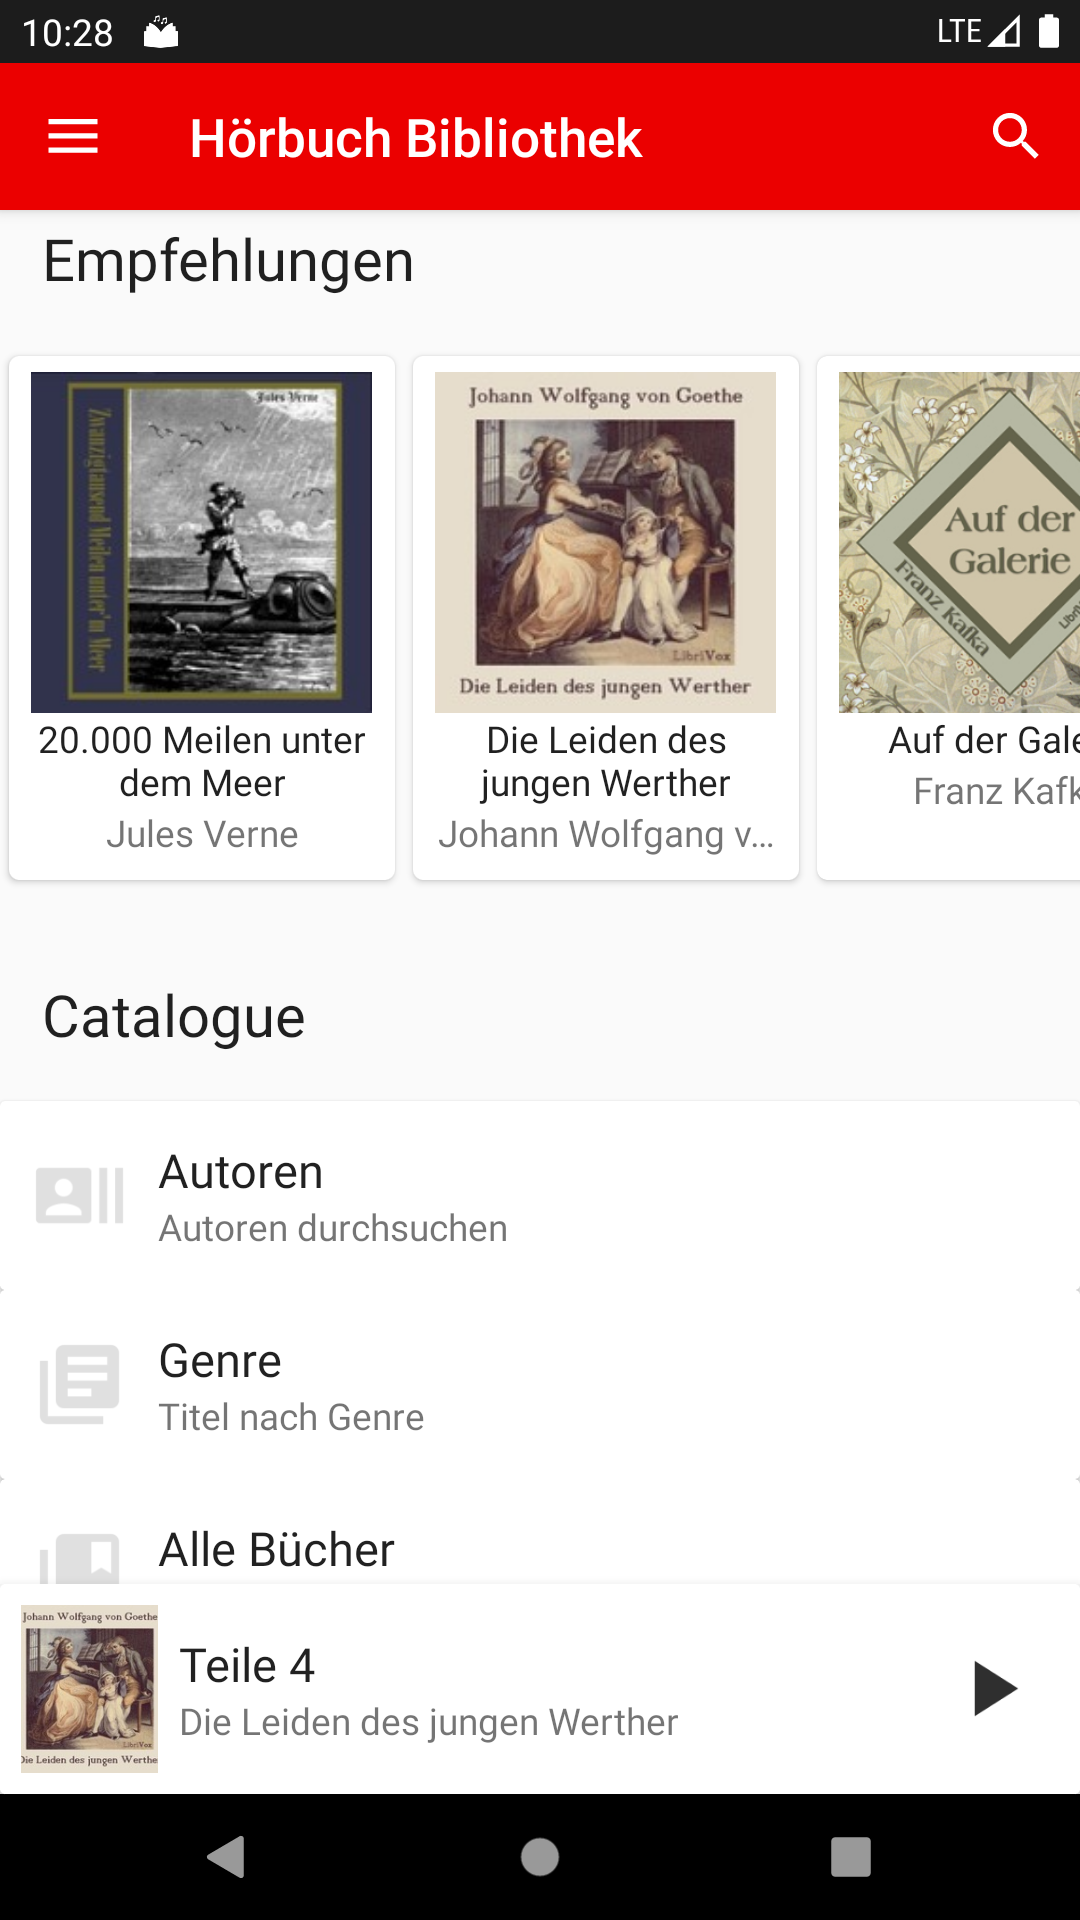 10:28
LTE
Hörbuch Bibliothek
Empfehlungen
Jules Verne
Zwanzigtausend Meilen unter'm Meer
20.000 Meilen unter
dem Meer
Jules Verne
Johann Wolfgang von Goethe
LibriVox
Die Leiden des jungen Werther
Die Leiden des
jungen Werther
Johann Wolfgang v...
Auf der
Galerie
Franz Kafka
Auf der Gale
Franz Kafk
Catalogue
Autoren
Autoren durchsuchen
Genre
Titel nach Genre
Alle Bücher
Johann Wolfgang von Goethe
LibriVox
Die Leiden des jungen Werther
Teile 4
Die Leiden des jungen Werther